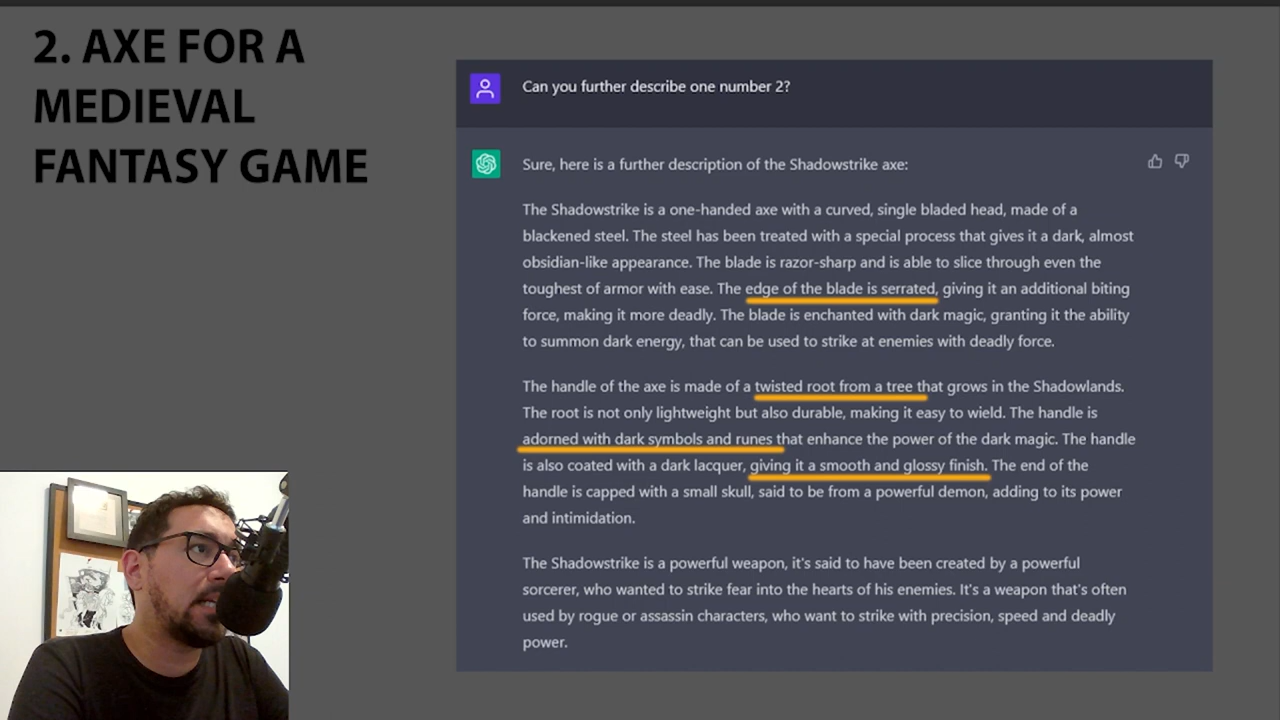 2. AXE FOR A
MEDIEVAL
FANTASY GAME
Can you further describe one number 2?
Sure, here is a further description of the Shadowstrike axe:
The Shadowstrike is a one-handed axe with a curved, single bladed head, made of a
blackened steel. The steel has been treated with a special process that gives it a dark, almost
obsidian-like appearance. The blade is razor-sharp and is able to slice through even the
toughest of armor with ease. The edge of the blade is serrated, giving it an additional biting
force, making it more deadly. The blade is enchanted with dark magic, granting it the ability
to summon dark energy, that can be used to strike at enemies with deadly force.
The handle of the axe is made of a twisted root from a tree that grows in the Shadowlands.
The root is not only lightweight but also durable, making it easy to wield. The handle is
adorned with dark symbols and runes that enhance the power of the dark magic. The handle
is also coated with a dark lacquer, giving it a smooth and glossy finish. The end of the
handle is capped with a small skull, said to be from a powerful demon, adding to its power
and intimidation.
The Shadowstrike is a powerful weapon, it's said to have been created by a powerful
sorcerer, who wanted to strike fear into the hearts of his enemies. It's a weapon that's often
used by rogue or assassin characters, who want to strike with precision, speed and deadly
power.